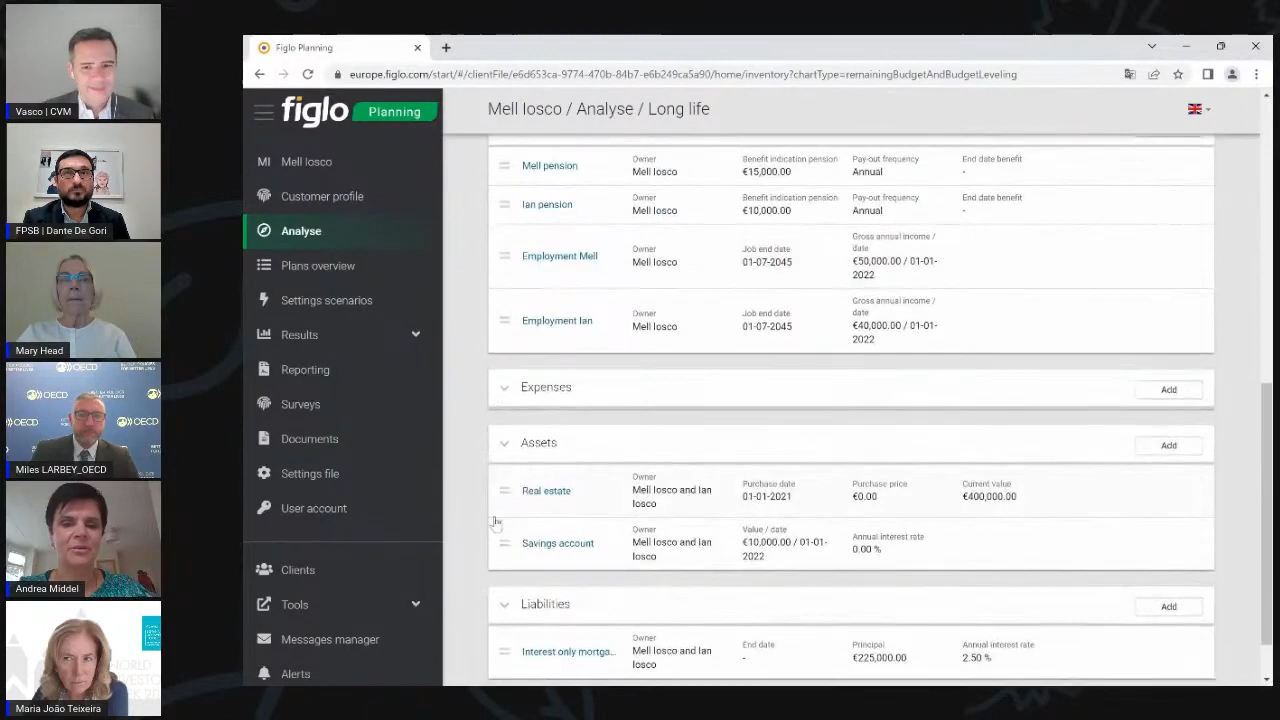 Vasco | CVM
FPSB | Dante De Gori
Mary Head
OECD
OECD
OECD
Miles LARBEY_OECD
Andrea Middel
WORLD
INVESTOR
WEEK
Maria João Teixeira
Figlo Planning
europe.figlo.com/start/#/clientFile/e6d653ca-9774-470b-84b7-e6b249ca5a90/home/inventory?chartType=remainingBudgetAndBudgetLeveling
figlo
Planning
MI Mell Iosco
Customer profile
Analyse
Plans overview
Settings scenarios
Results
Reporting
Surveys
Documents
Settings file
User account
Clients
Tools
Messages manager
Alerts
Mell Iosco / Analyse / Long life
Owner Benefit indication pension Pay-out frequency End date benefit
Mell pension Mell Iosco €15,000.00 Annual -
Owner Benefit indication pension Pay-out frequency End date benefit
Ian pension Mell Iosco €10,000.00 Annual -
Gross annual income /
Owner Job end date date
Employment Mell Mell Iosco 01-07-2045 €50,000.00 / 01-01-
2022
Gross annual income /
Owner Job end date date
Employment Ian Mell Iosco 01-07-2045 €40,000.00 / 01-01-
2022
Expenses Add
Assets Add
Owner Purchase date Purchase price Current value
Real estate Mell Iosco and Ian 01-01-2021 €0.00 €400,000.00
Iosco
Owner Value / date Annual interest rate
Savings account Mell Iosco and Ian €10,000.00 / 01-01- 0.00 %
Iosco 2022
Liabilities Add
Owner End date Principal Annual interest rate
Interest only mortga... Mell Iosco and Ian - €225,000.00 2.50 %
Iosco